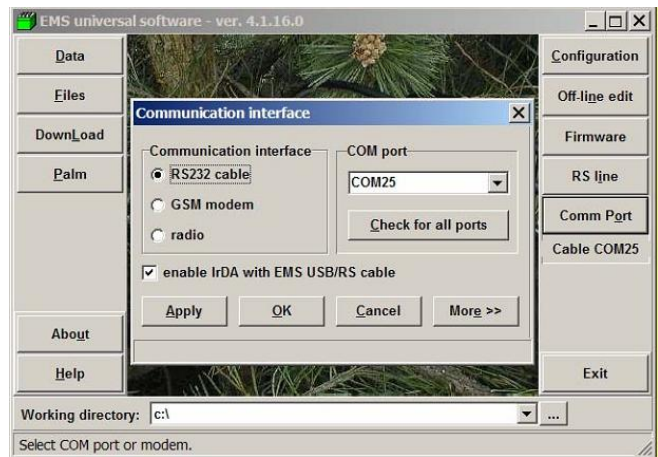 EMS universal software - ver. 4.1.16.0
Data
Files
DownLoad
Palm
About
Help
Communication interface
Communication interface
RS232 cable
GSM modem
radio
COM port
COM25
Check for all ports
enable IrDA with EMS USB/RS cable
Apply
OK
Cancel
More >>
Configuration
Off-line edit
Firmware
RS line
Comm Port
Cable COM25
Exit
Working directory: c:\
...
Select COM port or modem.